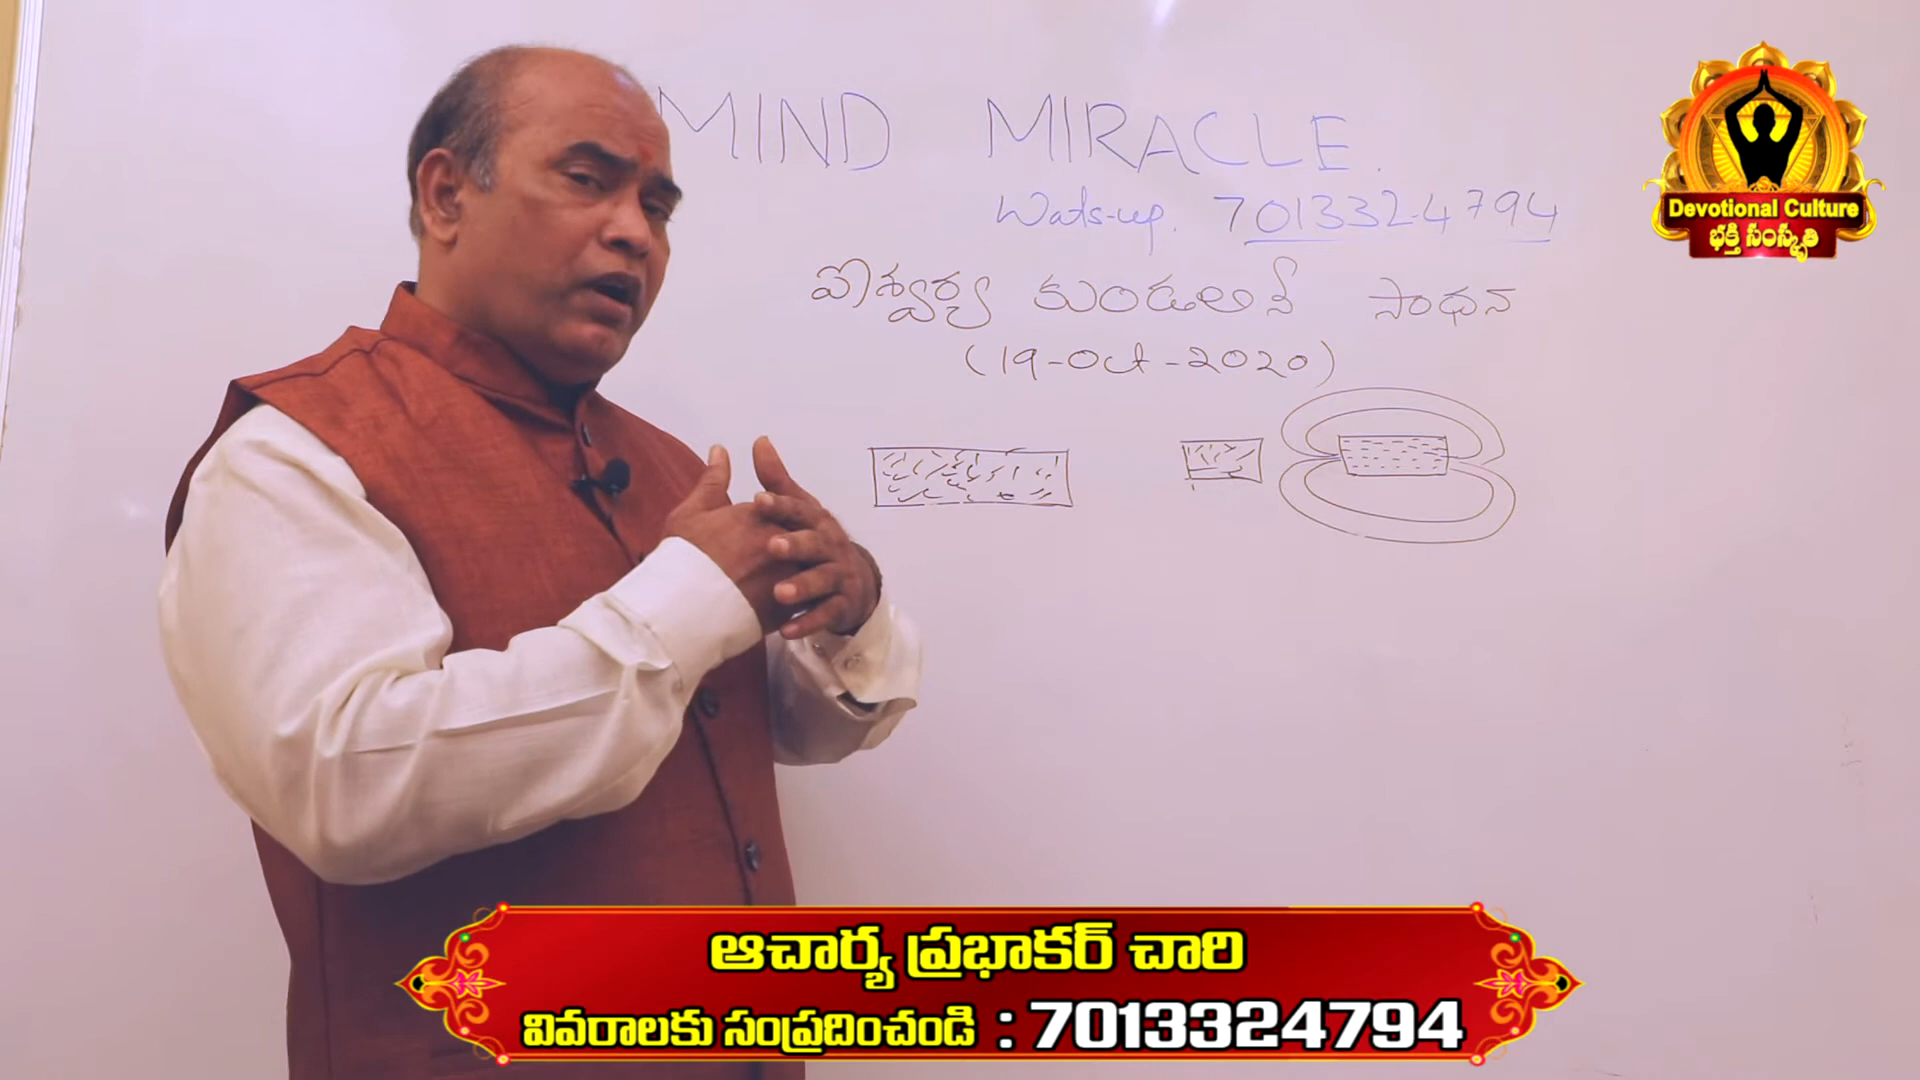 MIND MIRACLE.
Wats-up. 7013324794
ఐశ్వర్య కుండలినీ సాధన
(19-Oct-2020)
Devotional Culture
భక్తి సంస్కృతి
ఆచార్య ప్రభాకర్ చారి
వివరాలకు సంప్రదించండి : 7013324794